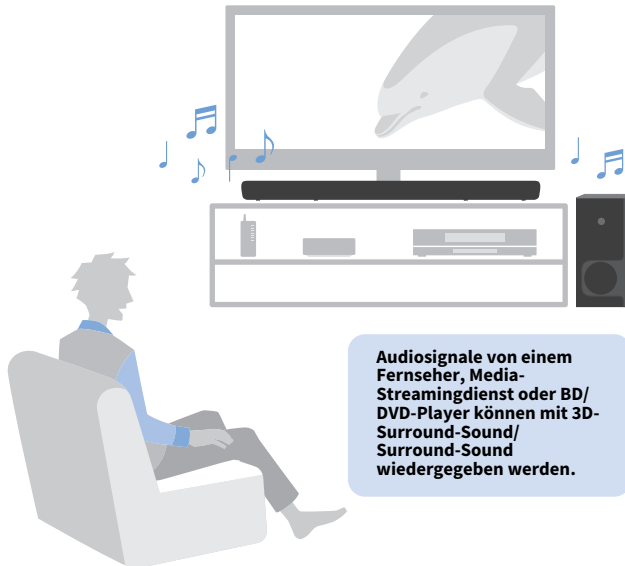 Audiosignale von einem
Fernseher, Media-
Streamingdienst oder BD/
DVD-Player können mit 3D-
Surround-Sound/
Surround-Sound
wiedergegeben werden.